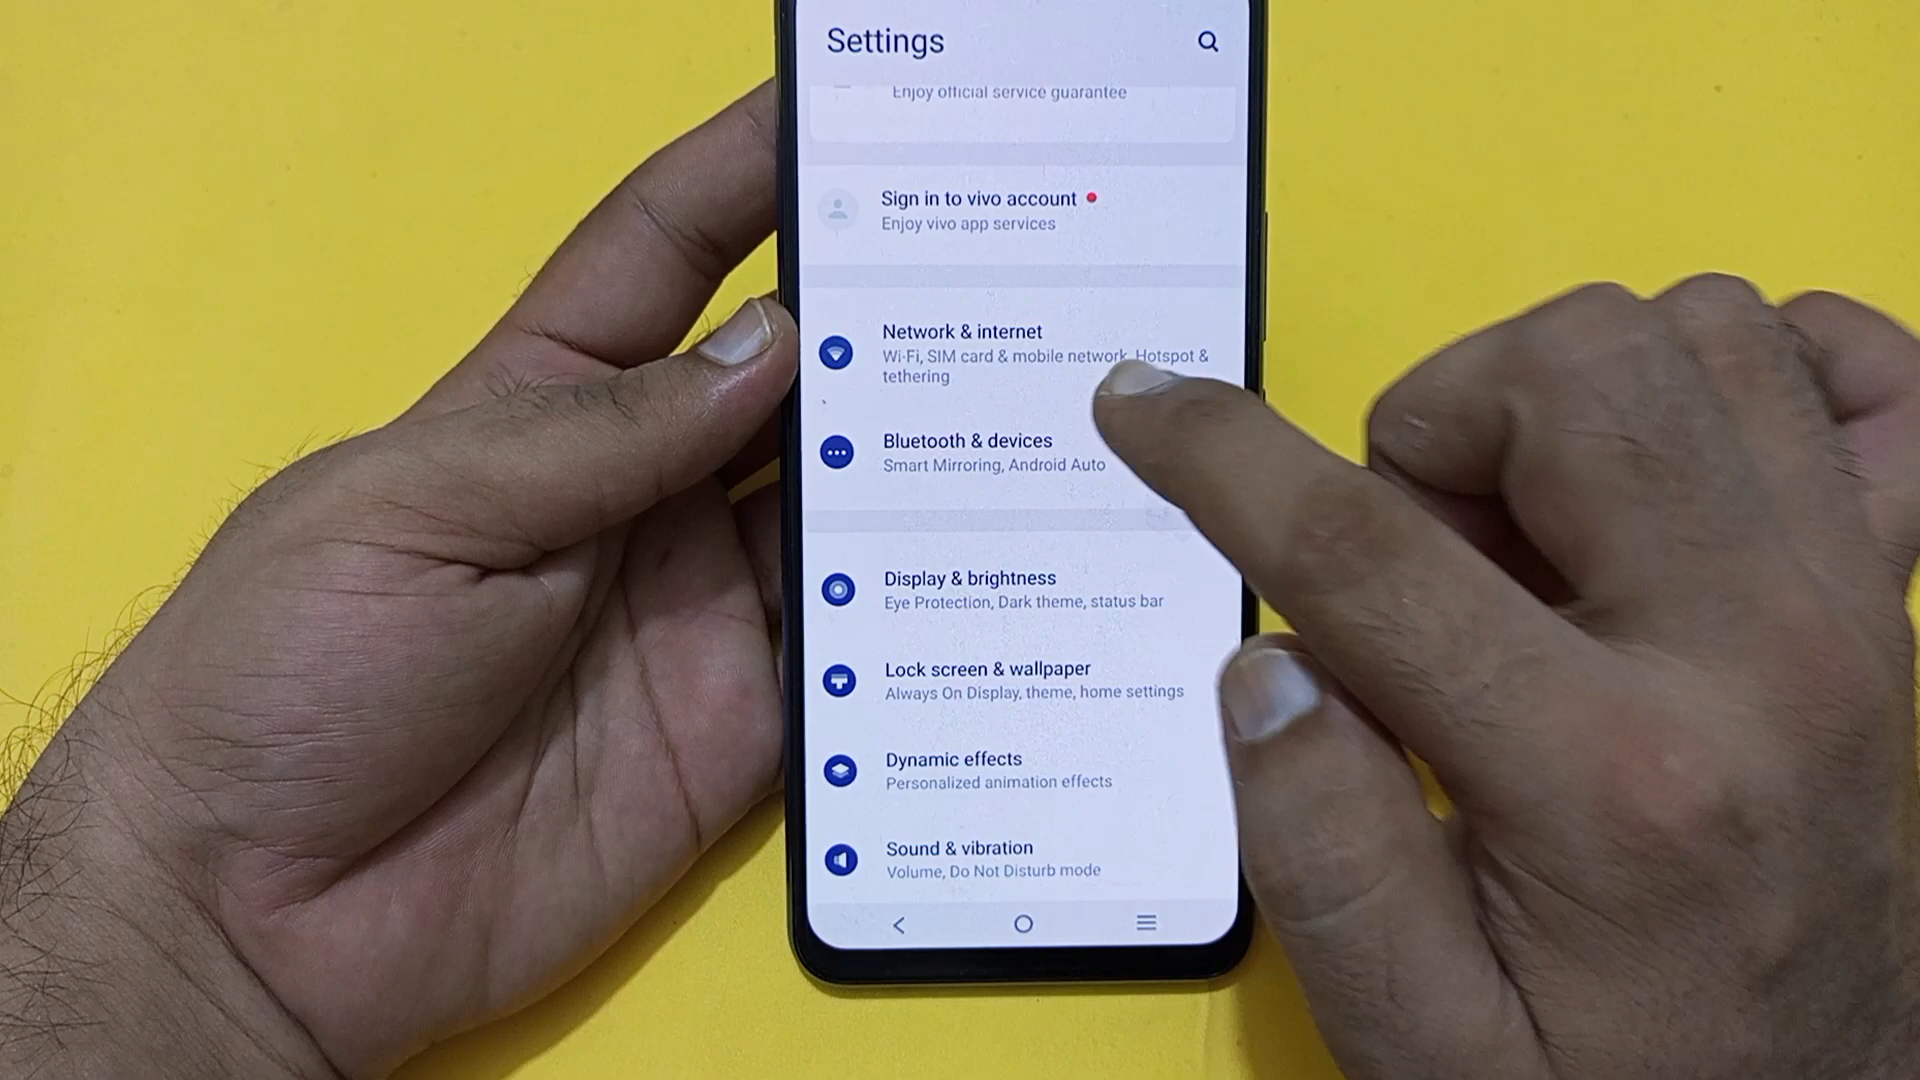 Settings
Enjoy official service guarantee
Sign in to vivo account
Enjoy vivo app services
Network & internet
Wi-Fi, SIM card & mobile network, Hotspot &
tethering
Bluetooth & devices
Smart Mirroring, Android Auto
Display & brightness
Eye Protection, Dark theme, status bar
Lock screen & wallpaper
Always On Display, theme, home settings
Dynamic effects
Personalized animation effects
Sound & vibration
Volume, Do Not Disturb mode